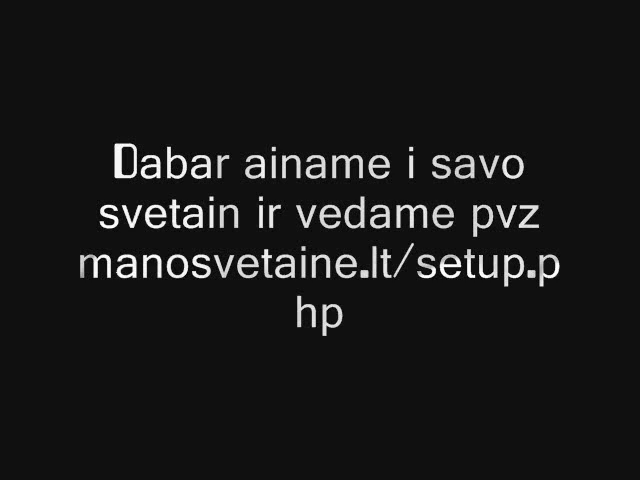 Dabar ainame i savo
svetain ir vedame pvz
manosvetaine.lt/setup.p
hp